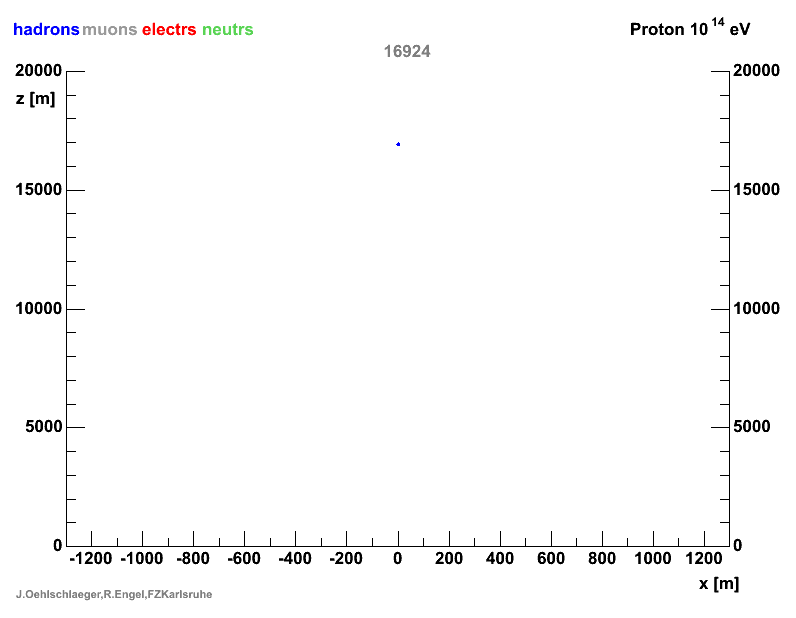 hadrons muons electrs neutrs
Proton 10 14 eV
16924
20000
z [m]
15000
10000
5000
0
20000
15000
10000
5000
0
-1200 -1000 -800 -600 -400 -200 0 200 400 600 800 1000 1200
x [m]
J.Oehlschlaeger,R.Engel,FZKarlsruhe